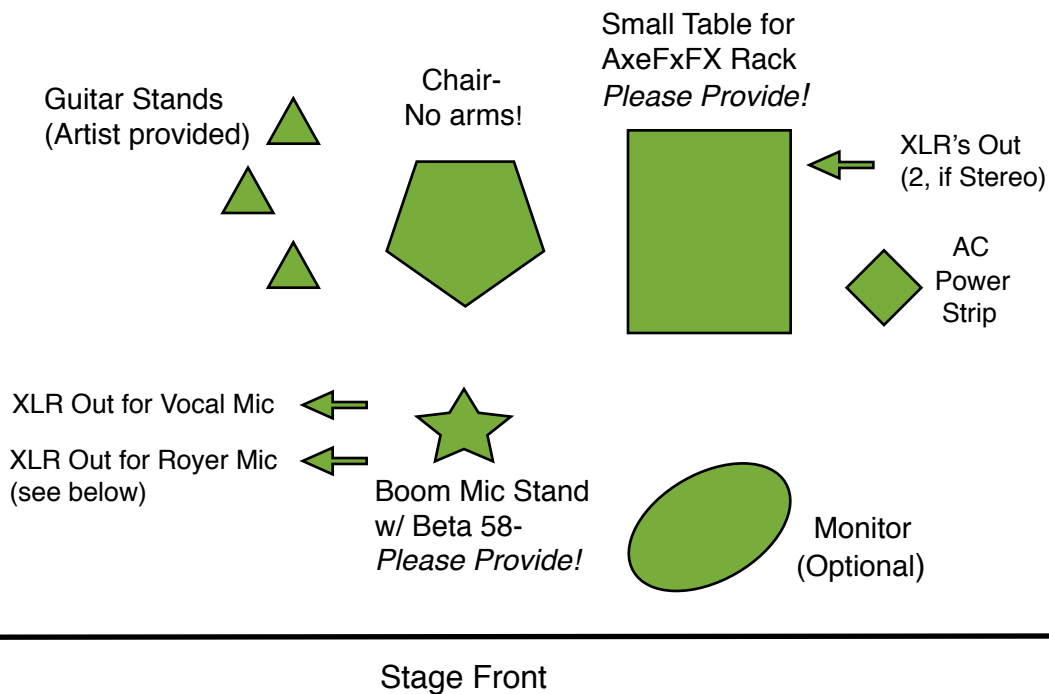 Small Table for
AxeFxFX Rack
Please Provide!
Chair-
No arms!
Guitar Stands
(Artist provided)
XLR's Out
(2, if Stereo)
AC
Power
Strip
XLR Out for Vocal Mic
XLR Out for Royer Mic
(see below)
Boom Mic Stand
w/ Beta 58-
Please Provide!
Monitor
(Optional)
Stage Front